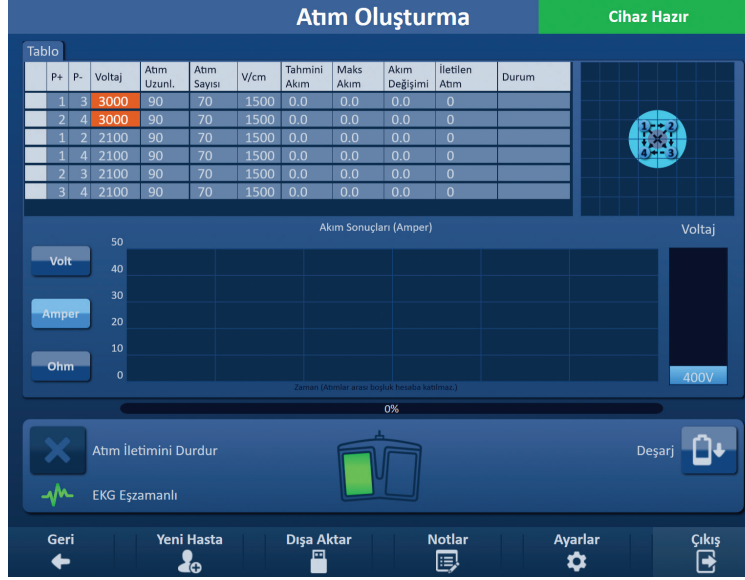 Atım Oluşturma
Cihaz Hazır
Tablo
P+ P- Voltaj Atım Uzunl. Atım Sayısı V/cm Tahmini Akım Maks Akım Akım Değişimi İletilen Atım Durum
1 3 3000 90 70 1500 0.0 0.0 0.0 0
2 4 3000 90 70 1500 0.0 0.0 0.0 0
1 2 2100 90 70 1500 0.0 0.0 0.0 0
1 4 2100 90 70 1500 0.0 0.0 0.0 0
2 3 2100 90 70 1500 0.0 0.0 0.0 0
3 4 2100 90 70 1500 0.0 0.0 0.0 0
1 2
4 3
Akım Sonuçları (Amper)
Voltaj
Volt
Amper
Ohm
50
40
30
20
10
0
400V
Zaman (Atımlar arası boşluk hesaba katılmaz.)
0%
Atım İletimini Durdur
Deşarj
EKG Eşzamanlı
Geri
Yeni Hasta
Dışa Aktar
Notlar
Ayarlar
Çıkış